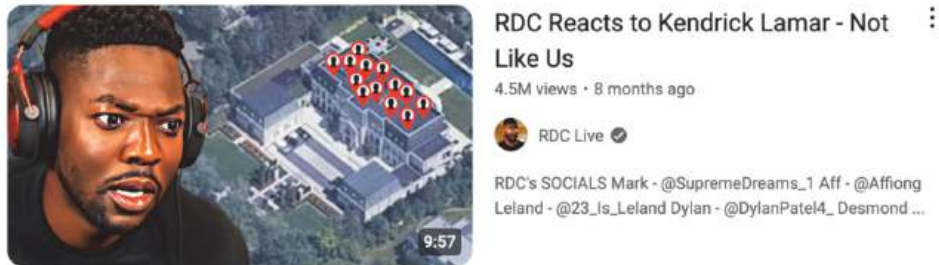 RDC Reacts to Kendrick Lamar - Not
Like Us
4.5M views • 8 months ago
RDC Live
RDC's SOCIALS Mark - @SupremeDreams_1 Aff - @Affiong
Leland - @23_Is_Leland Dylan - @DylanPatel4_ Desmond ...
9:57